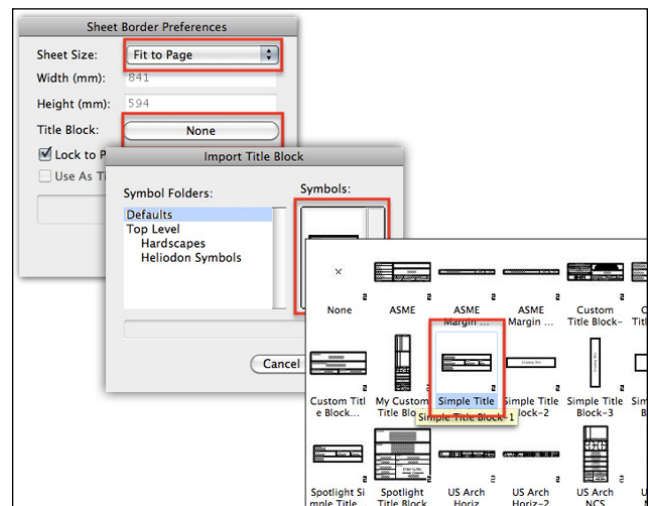 Sheet Border Preferences
Sheet Size: Fit to Page
Width (mm): 841
Height (mm): 594
Title Block: None
Lock to P
Use As Ti
Import Title Block
Symbol Folders:
Symbols:
Defaults
Top Level
Hardscapes
Heliodon Symbols
Cancel
None
ASME
ASME Margin ...
ASME Margin ...
Custom Title Block-
Custom Titl e Block...
My Custom Title Blo
Simple Title
Simple Title Block-1
Simple Title lock-2
Simple Title Block-3
Spotlight Si mple Title
Spotlight Title Block
US Arch Horiz
US Arch Horiz-2
US Arch NCS